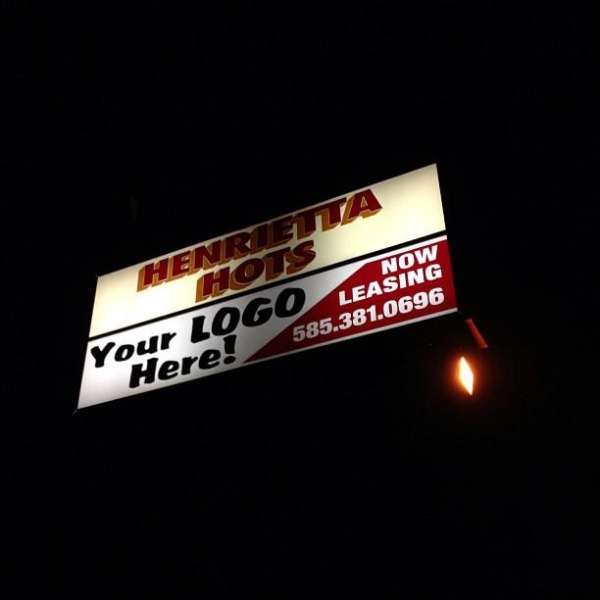 HENRIETTA
HOTS
Your LOGO
Here!
NOW
LEASING
585.381.0696